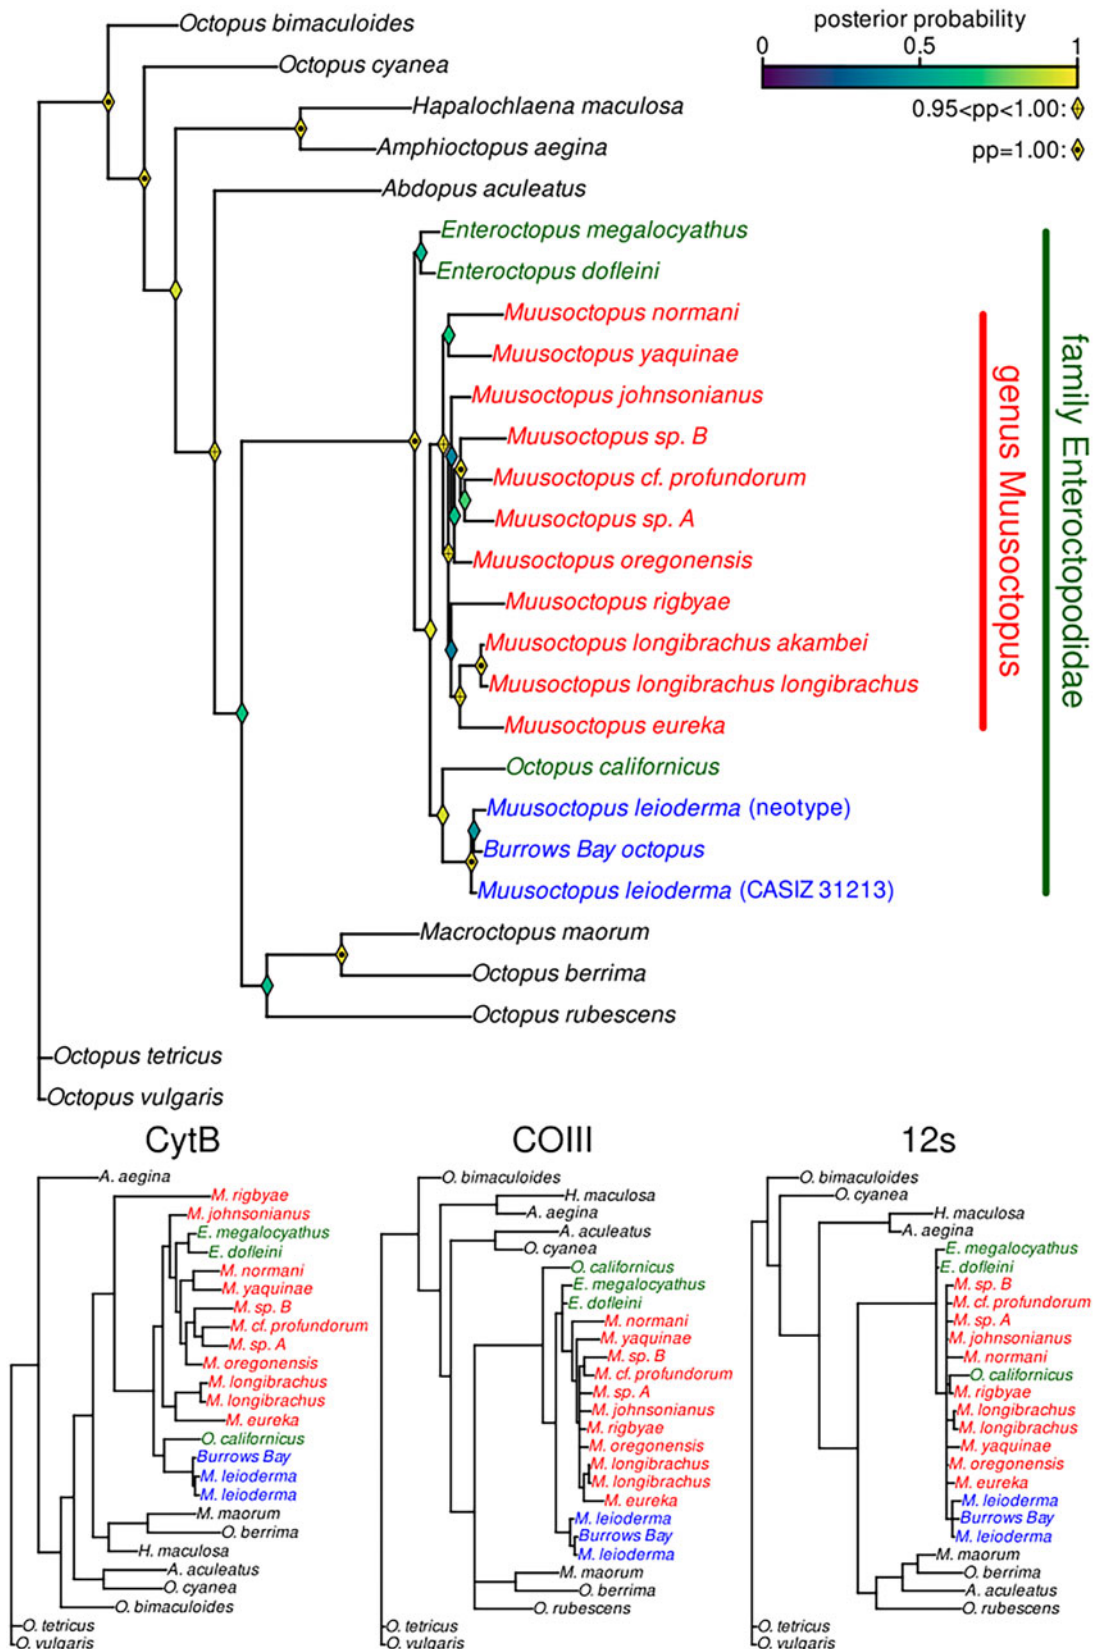 posterior probability
0 0.5 1
0.95<pp<1.00:
pp=1.00:
Octopus bimaculoides
Octopus cyanea
Hapalochlaena maculosa
Amphioctopus aegina
Abdopus aculeatus
Enteroctopus megalocyathus
Enteroctopus dofleini
Muusoctopus normani
Muusoctopus yaquinae
Muusoctopus johnsonianus
Muusoctopus sp. B
Muusoctopus cf. profundorum
Muusoctopus sp. A
Muusoctopus oregonensis
Muusoctopus rigbyae
Muusoctopus longibrachus akambei
Muusoctopus longibrachus longibrachus
Muusoctopus eureka
Octopus californicus
Muusoctopus leioderma (neotype)
Burrows Bay octopus
Muusoctopus leioderma (CASIZ 31213)
Macroctopus maorum
Octopus berrima
Octopus rubescens
Octopus tetricus
Octopus vulgaris
genus Muusoctopus
family Enteroctopodidae
CytB
A. aegina
M. rigbyae
M. johnsonianus
E. megalocyathus
E. dofleini
M. normani
M. yaquinae
M. sp. B
M. cf. profundorum
M. sp. A
M. oregonensis
M. longibrachus
M. longibrachus
M. eureka
O. californicus
Burrows Bay
M. leioderma
M. leioderma
M. maorum
O. berrima
H. maculosa
A. aculeatus
O. cyanea
O. bimaculoides
O. tetricus
O. vulgaris
COIII
O. bimaculoides
H. maculosa
A. aegina
A. aculeatus
O. cyanea
O. californicus
E. megalocyathus
E. dofleini
M. normani
M. yaquinae
M. sp. B
M. cf. profundorum
M. sp. A
M. johnsonianus
M. rigbyae
M. oregonensis
M. longibrachus
M. longibrachus
M. eureka
M. leioderma
Burrows Bay
M. leioderma
M. maorum
O. berrima
O. rubescens
O. tetricus
O. vulgaris
12s
O. bimaculoides
O. cyanea
H. maculosa
A. aegina
E. megalocyathus
E. dofleini
M. sp. B
M. cf. profundorum
M. sp. A
M. johnsonianus
M. normani
O. californicus
M. rigbyae
M. longibrachus
M. longibrachus
M. yaquinae
M. oregonensis
M. eureka
M. leioderma
Burrows Bay
M. leioderma
M. maorum
O. berrima
A. aculeatus
O. rubescens
O. tetricus
O. vulgaris